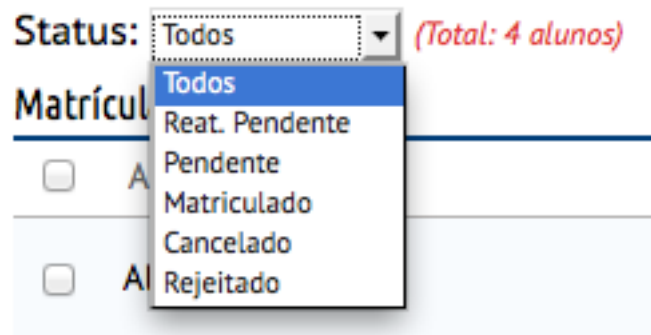 Status: Todos (Total: 4 alunos)
Todos
Matrícul
Reat. Pendente
Pendente
A
Matriculado
Cancelado
Al
Rejeitado